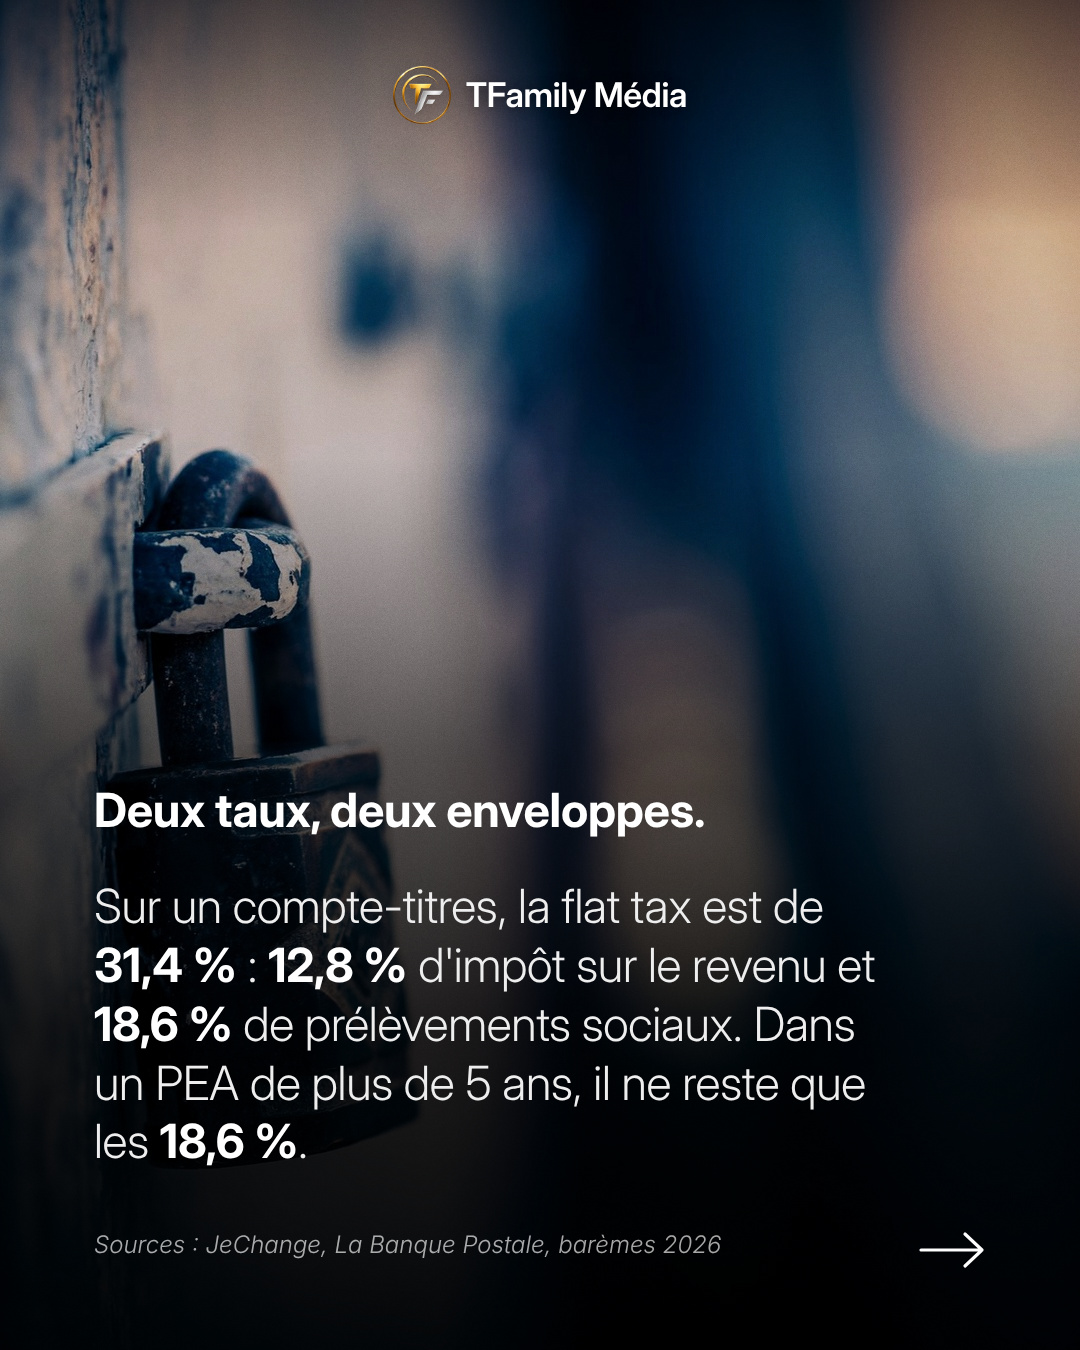 TFamily Média
Deux taux, deux enveloppes.
Sur un compte-titres, la flat tax est de
31,4 % : 12,8 % d'impôt sur le revenu et
18,6 % de prélèvements sociaux. Dans
un PEA de plus de 5 ans, il ne reste que
les 18,6 %.
Sources : JeChange, La Banque Postale, barèmes 2026